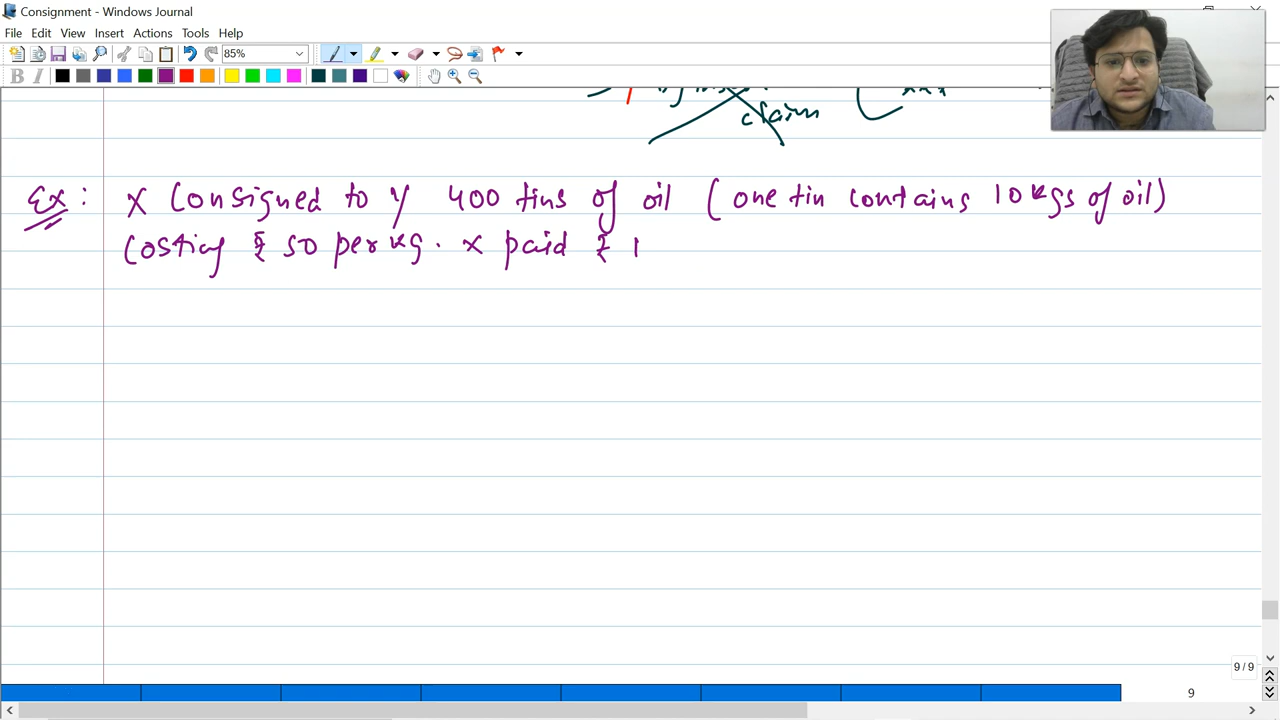 Consignment - Windows Journal
File Edit View Insert Actions Tools Help
85%
B I
claim
Ex : X Consigned to Y 400 tins of oil (one tin contains 10 kgs of oil)
Costing ₹ 50 per kg. X paid ₹ 1
9 / 9
9